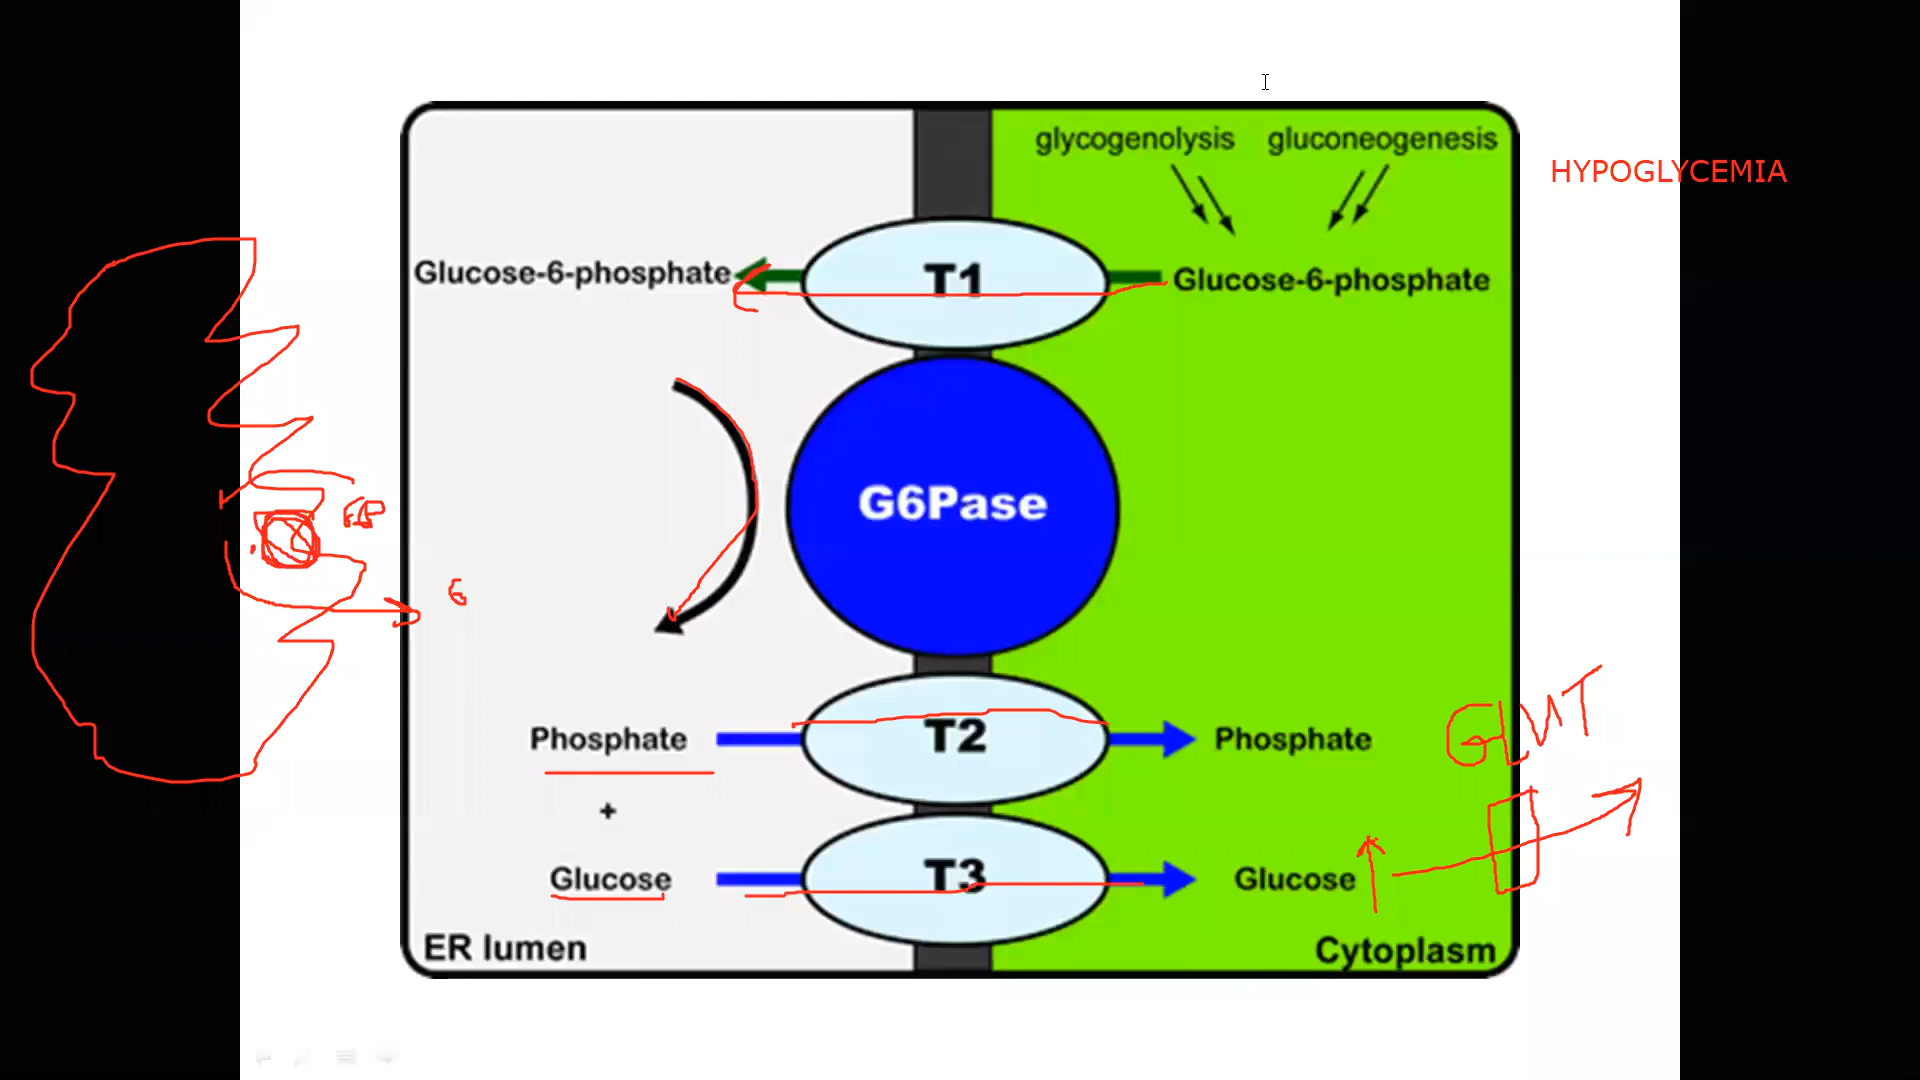 glycogenolysis gluconeogenesis
HYPOGLYCEMIA
Glucose-6-phosphate T1 Glucose-6-phosphate
G6Pase
G
GLUT
Phosphate T2 Phosphate
+
Glucose T3 Glucose
ER lumen Cytoplasm